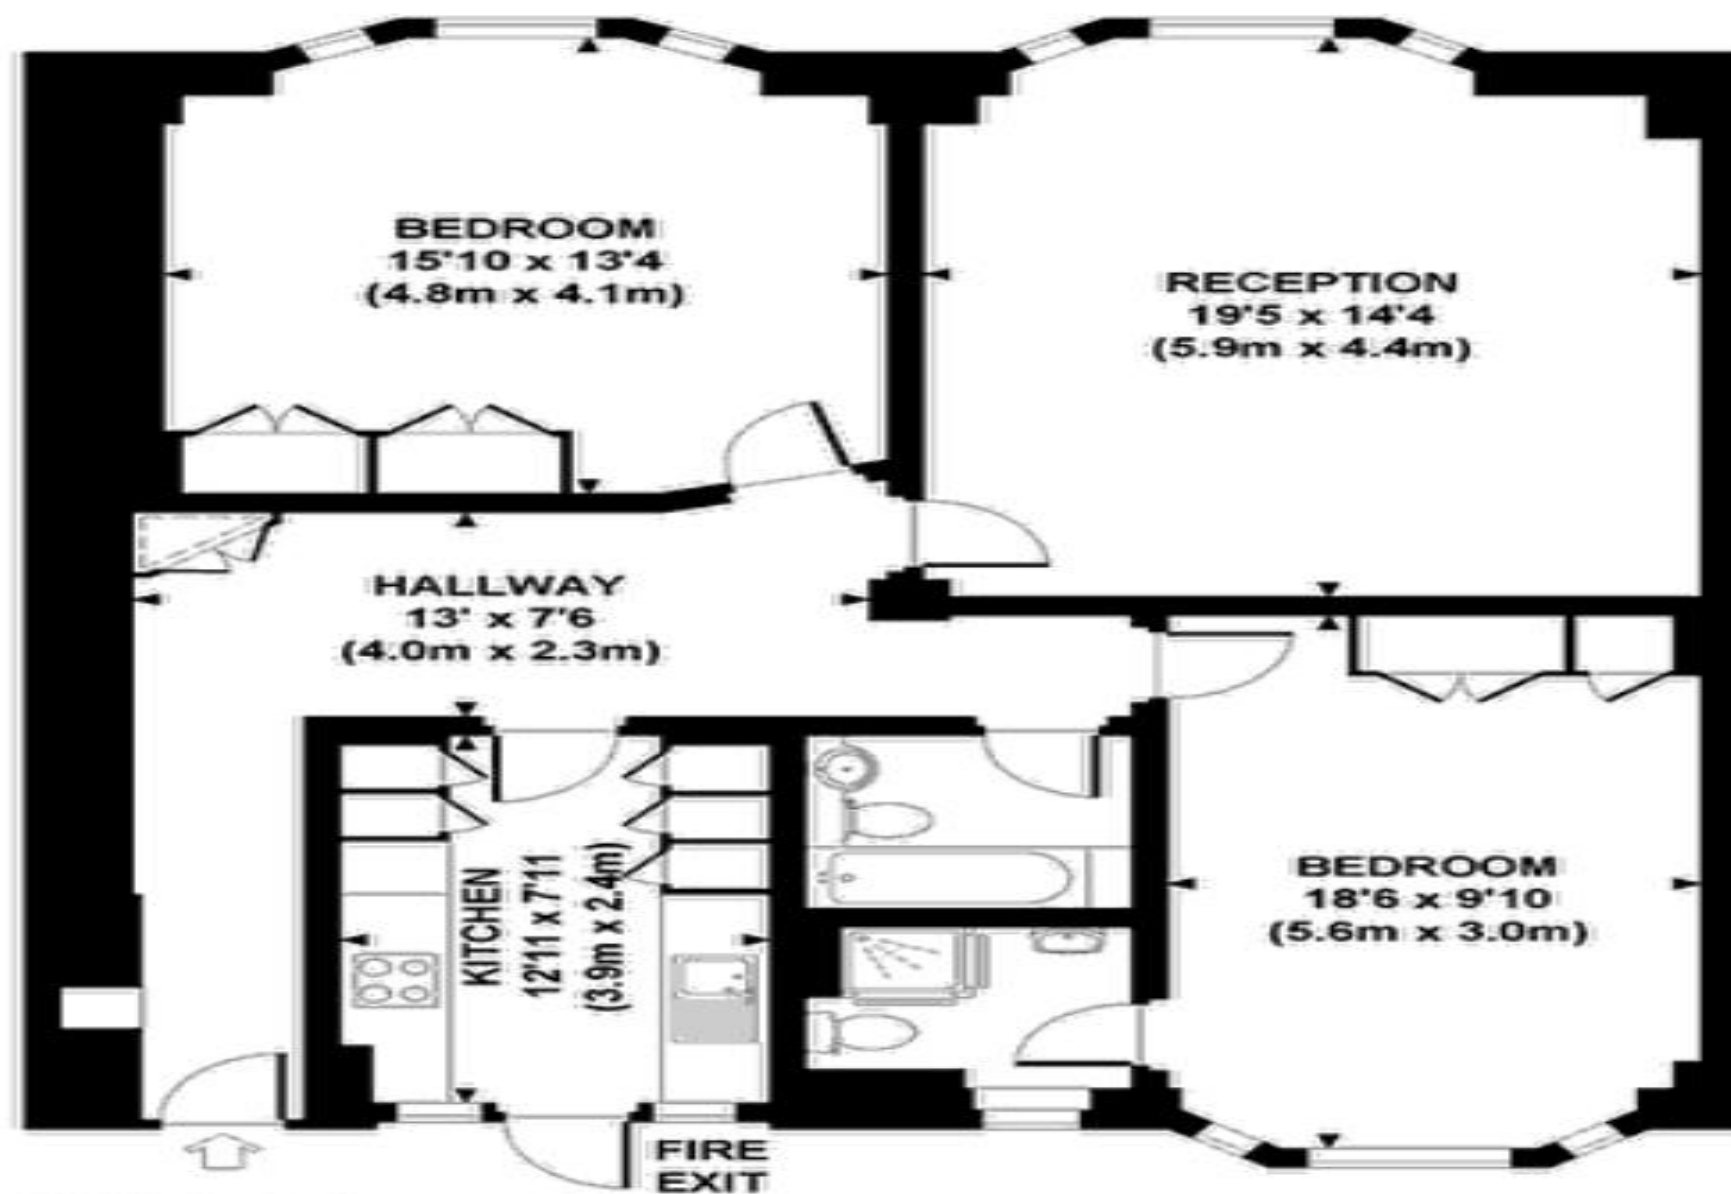 BEDROOM
15'10 x 13'4
(4.8m x 4.1m)
RECEPTION
19'5 x 14'4
(5.9m x 4.4m)
HALLWAY
13' x 7'6
(4.0m x 2.3m)
KITCHEN
12'11 x 7'11
(3.9m x 2.4m)
BEDROOM
18'6 x 9'10
(5.6m x 3.0m)
FIRE
EXIT